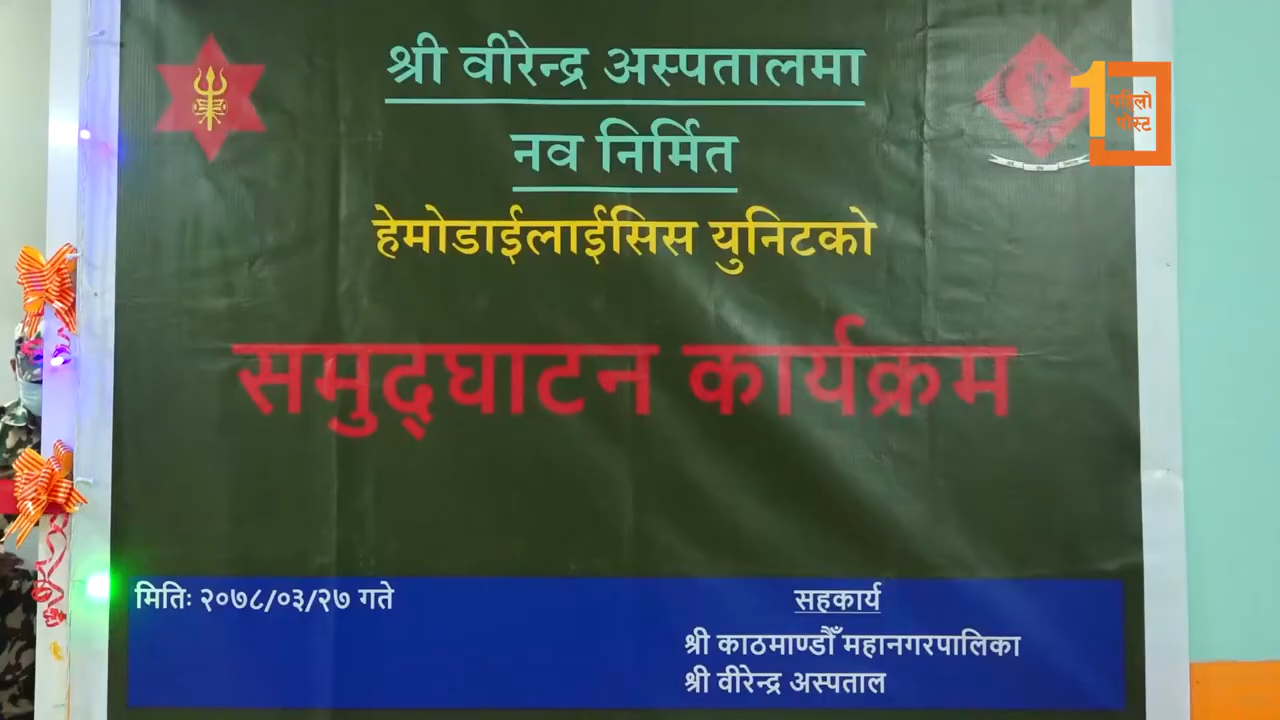 श्री वीरेन्द्र अस्पतालमा
नव निर्मित
हेमोडाईलाईसिस युनिटको
समुद्‌घाटन कार्यक्रम
मितिः २०७८/०३/२७ गते
सहकार्य
श्री काठमाण्डौँ महानगरपालिका
श्री वीरेन्द्र अस्पताल
पहिलो
पोस्ट